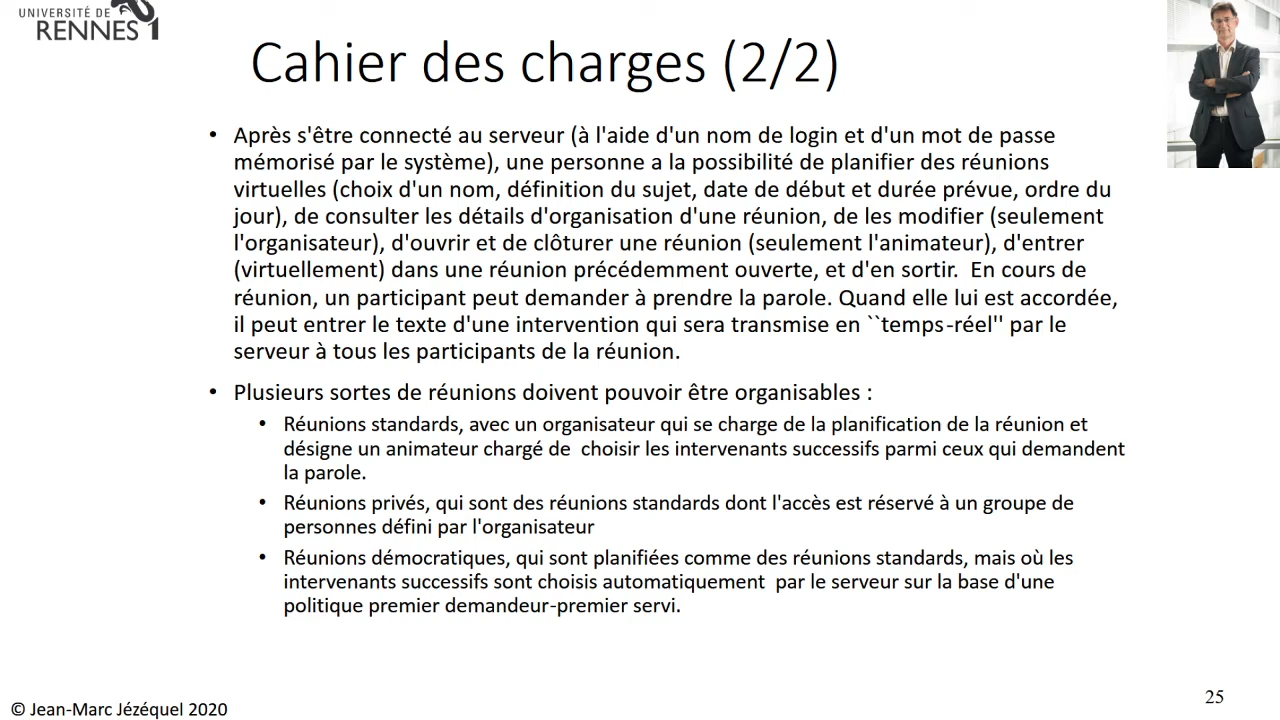 UNIVERSITÉ DE
RENNES 1
Cahier des charges (2/2)
• Après s'être connecté au serveur (à l'aide d'un nom de login et d'un mot de passe
mémorisé par le système), une personne a la possibilité de planifier des réunions
virtuelles (choix d'un nom, définition du sujet, date de début et durée prévue, ordre du
jour), de consulter les détails d'organisation d'une réunion, de les modifier (seulement
l'organisateur), d'ouvrir et de clôturer une réunion (seulement l'animateur), d'entrer
(virtuellement) dans une réunion précédemment ouverte, et d'en sortir.  En cours de
réunion, un participant peut demander à prendre la parole. Quand elle lui est accordée,
il peut entrer le texte d'une intervention qui sera transmise en ``temps-réel'' par le
serveur à tous les participants de la réunion.
• Plusieurs sortes de réunions doivent pouvoir être organisables :
• Réunions standards, avec un organisateur qui se charge de la planification de la réunion et
désigne un animateur chargé de  choisir les intervenants successifs parmi ceux qui demandent
la parole.
• Réunions privés, qui sont des réunions standards dont l'accès est réservé à un groupe de
personnes défini par l'organisateur
• Réunions démocratiques, qui sont planifiées comme des réunions standards, mais où les
intervenants successifs sont choisis automatiquement  par le serveur sur la base d'une
politique premier demandeur-premier servi.
© Jean-Marc Jézéquel 2020
25